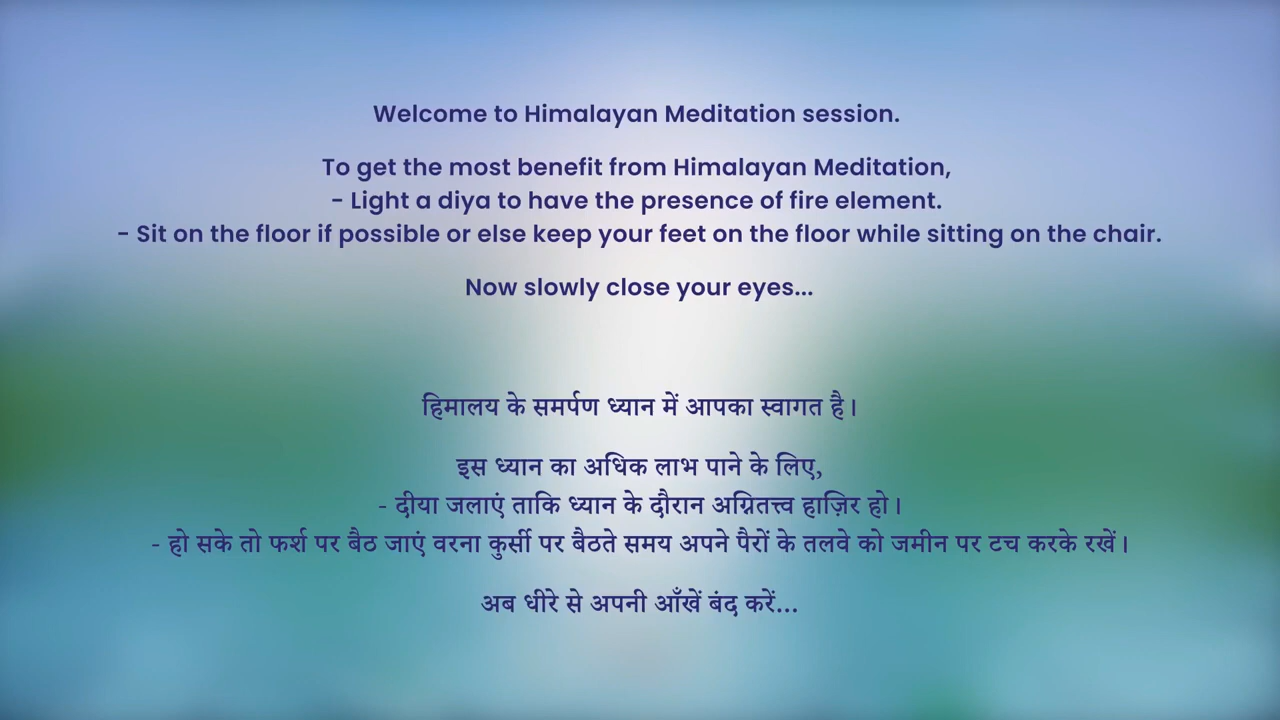 Welcome to Himalayan Meditation session.
To get the most benefit from Himalayan Meditation,
- Light a diya to have the presence of fire element.
- Sit on the floor if possible or else keep your feet on the floor while sitting on the chair.
Now slowly close your eyes...
हिमालय के समर्पण ध्यान में आपका स्वागत है।
इस ध्यान का अधिक लाभ पाने के लिए,
- दीया जलाएं ताकि ध्यान के दौरान अग्नितत्त्व हाज़िर हो।
- हो सके तो फर्श पर बैठ जाएं वरना कुर्सी पर बैठते समय अपने पैरों के तलवे को जमीन पर टच करके रखें।
अब धीरे से अपनी आँखें बंद करें...